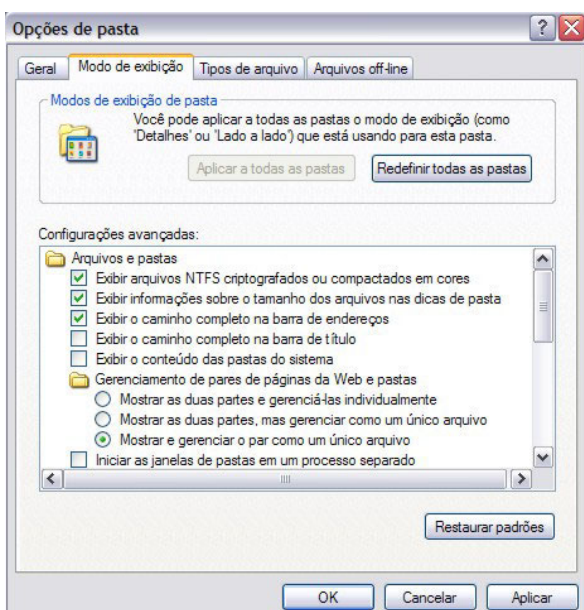 Opções de pasta
Geral Modo de exibição Tipos de arquivo Arquivos off-line
Modos de exibição de pasta
Você pode aplicar a todas as pastas o modo de exibição (como
'Detalhes' ou 'Lado a lado') que está usando para esta pasta.
Aplicar a todas as pastas Redefinir todas as pastas
Configurações avançadas:
Arquivos e pastas
Exibir arquivos NTFS criptografados ou compactados em cores
Exibir informações sobre o tamanho dos arquivos nas dicas de pasta
Exibir o caminho completo na barra de endereços
Exibir o caminho completo na barra de título
Exibir o conteúdo das pastas do sistema
Gerenciamento de pares de páginas da Web e pastas
Mostrar as duas partes e gerenciá-las individualmente
Mostrar as duas partes, mas gerenciar como um único arquivo
Mostrar e gerenciar o par como um único arquivo
Iniciar as janelas de pastas em um processo separado
Restaurar padrões
OK Cancelar Aplicar